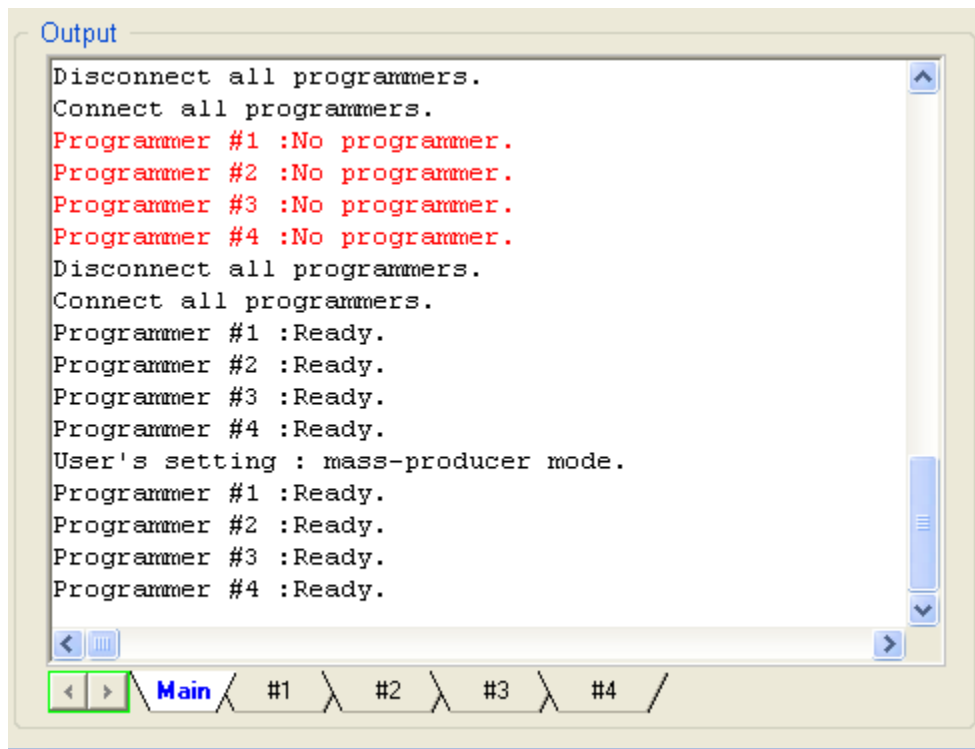 Output
Disconnect all programmers.
Connect all programmers.
Programmer #1 :No programmer.
Programmer #2 :No programmer.
Programmer #3 :No programmer.
Programmer #4 :No programmer.
Disconnect all programmers.
Connect all programmers.
Programmer #1 :Ready.
Programmer #2 :Ready.
Programmer #3 :Ready.
Programmer #4 :Ready.
User's setting : mass-producer mode.
Programmer #1 :Ready.
Programmer #2 :Ready.
Programmer #3 :Ready.
Programmer #4 :Ready.
Main #1 #2 #3 #4